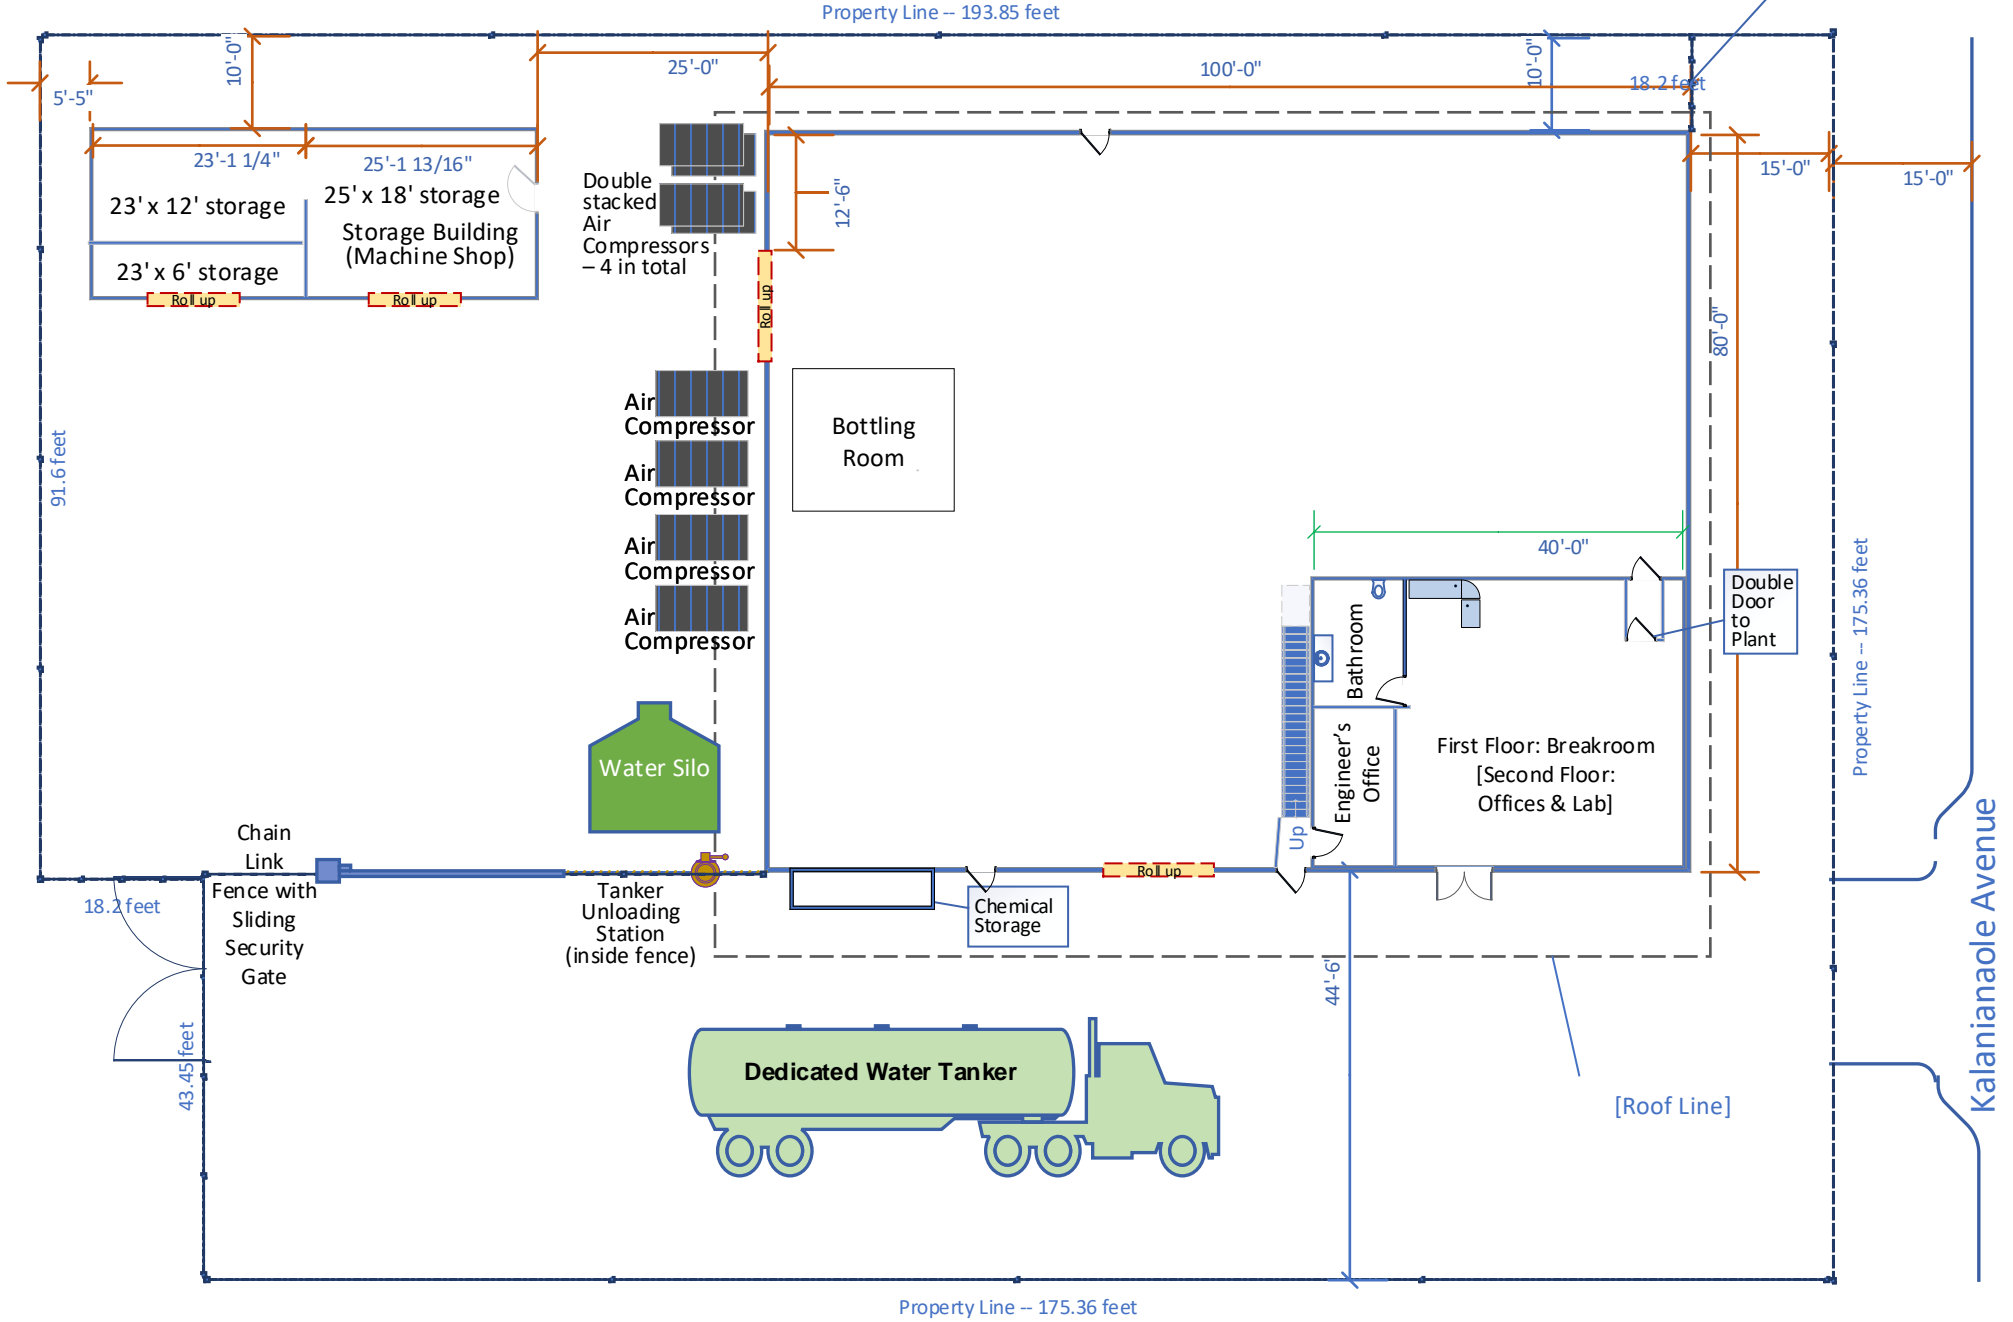 Property Line -- 193.85 feet
10'-0"
25'-0"
100'-0"
10'-0"
18.2 feet
5'-5"
23'-1 1/4"
25'-1 13/16"
15'-0"
15'-0"
23' x 12' storage
25' x 18' storage
Storage Building
(Machine Shop)
23' x 6' storage
Roll up
Roll up
Double
stacked
Air
Compressors
– 4 in total
12'-6"
Roll up
80'-0"
Air
Compressor
Air
Compressor
Air
Compressor
Air
Compressor
Bottling
Room
91.6 feet
40'-0"
Double
Door
to
Plant
Property Line -- 175.36 feet
Bathroom
Engineer’s
Office
First Floor: Breakroom
[Second Floor:
Offices & Lab]
Up
Water Silo
Chain
Link
Fence with
Sliding
Security
Gate
18.2 feet
Tanker
Unloading
Station
(inside fence)
Roll up
Chemical
Storage
44'-6"
43.45 feet
Dedicated Water Tanker
[Roof Line]
Kalanianaole Avenue
Property Line -- 175.36 feet